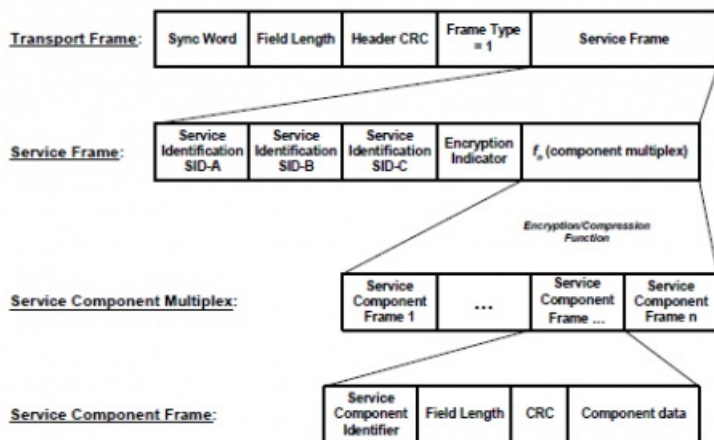 Transport Frame:
Sync Word
Field Length
Header CRC
Frame Type
= 1
Service Frame
Service Frame:
Service
Identification
SID-A
Service
Identification
SID-B
Service
Identification
SID-C
Encryption
Indicator
fn (component multiplex)
Encryption/Compression
Function
Service Component Multiplex:
Service
Component
Frame 1
...
Service
Component
Frame ...
Service
Component
Frame n
Service Component Frame:
Service
Component
Identifier
Field Length
CRC
Component data